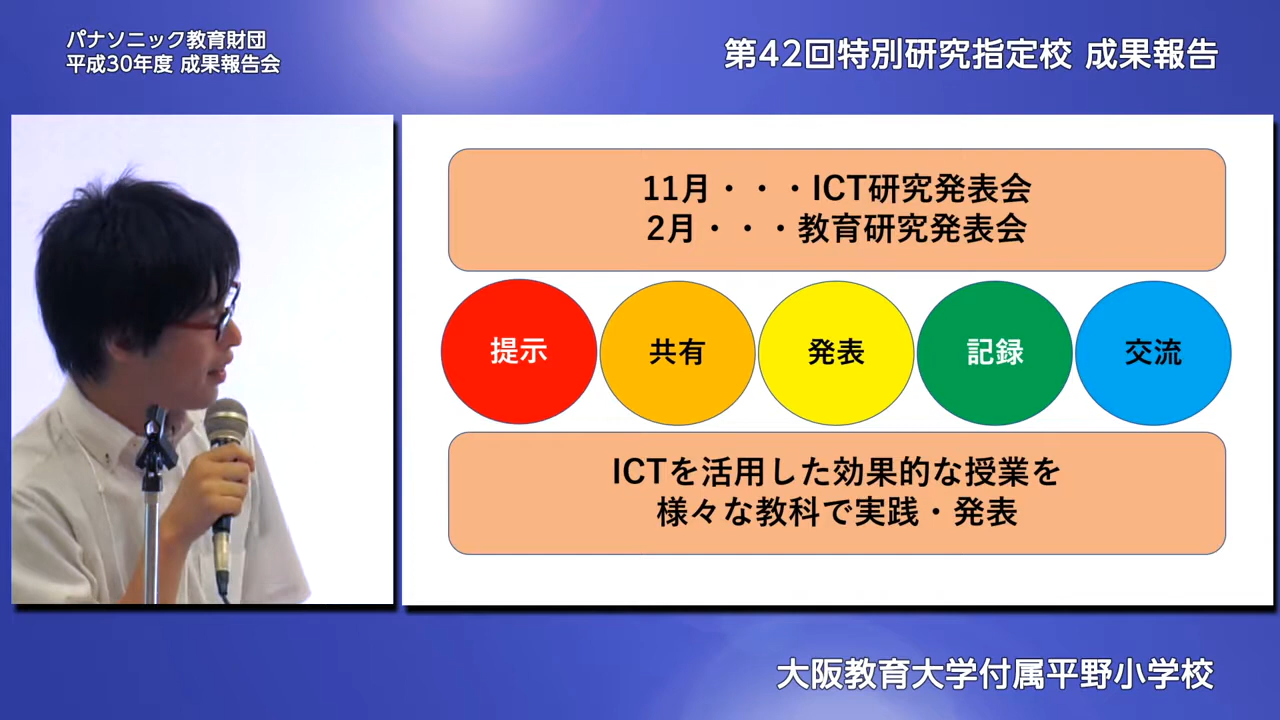 パナソニック教育財団
平成30年度 成果報告会
第42回特別研究指定校 成果報告
11月・・・ICT研究発表会
2月・・・教育研究発表会
提示
共有
発表
記録
交流
ICTを活用した効果的な授業を
様々な教科で実践・発表
大阪教育大学付属平野小学校